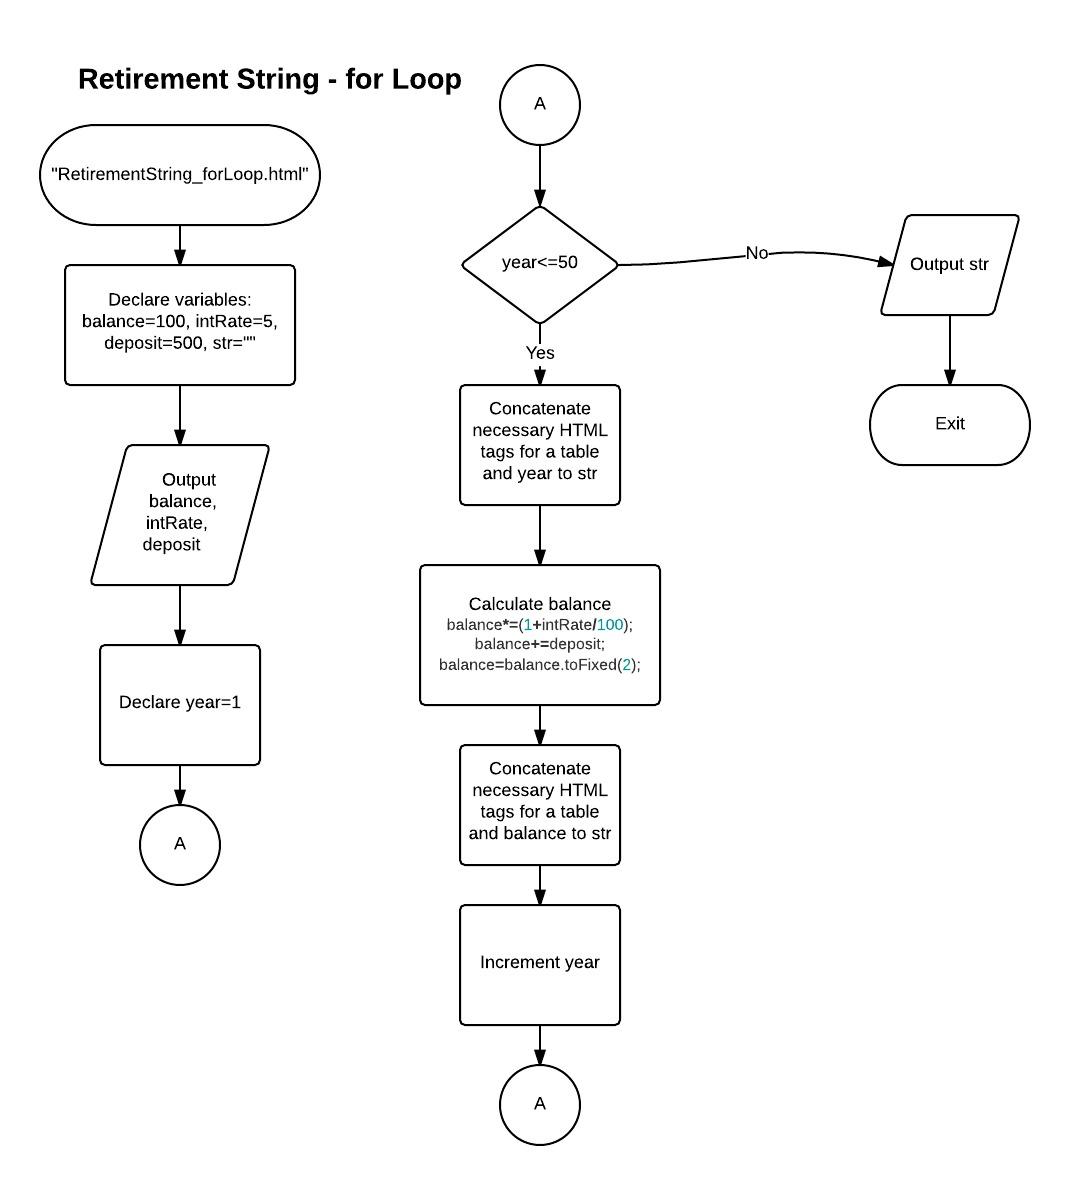 Retirement String - for Loop
"RetirementString_forLoop.html"
Declare variables:
balance=100, intRate=5,
deposit=500, str=""
Output
balance,
intRate,
deposit
Declare year=1
A
A
year<=50
No
Yes
Concatenate
necessary HTML
tags for a table
and year to str
Calculate balance
balance*=(1+intRate/100);
balance+=deposit;
balance=balance.toFixed(2);
Concatenate
necessary HTML
tags for a table
and balance to str
Increment year
A
Output str
Exit